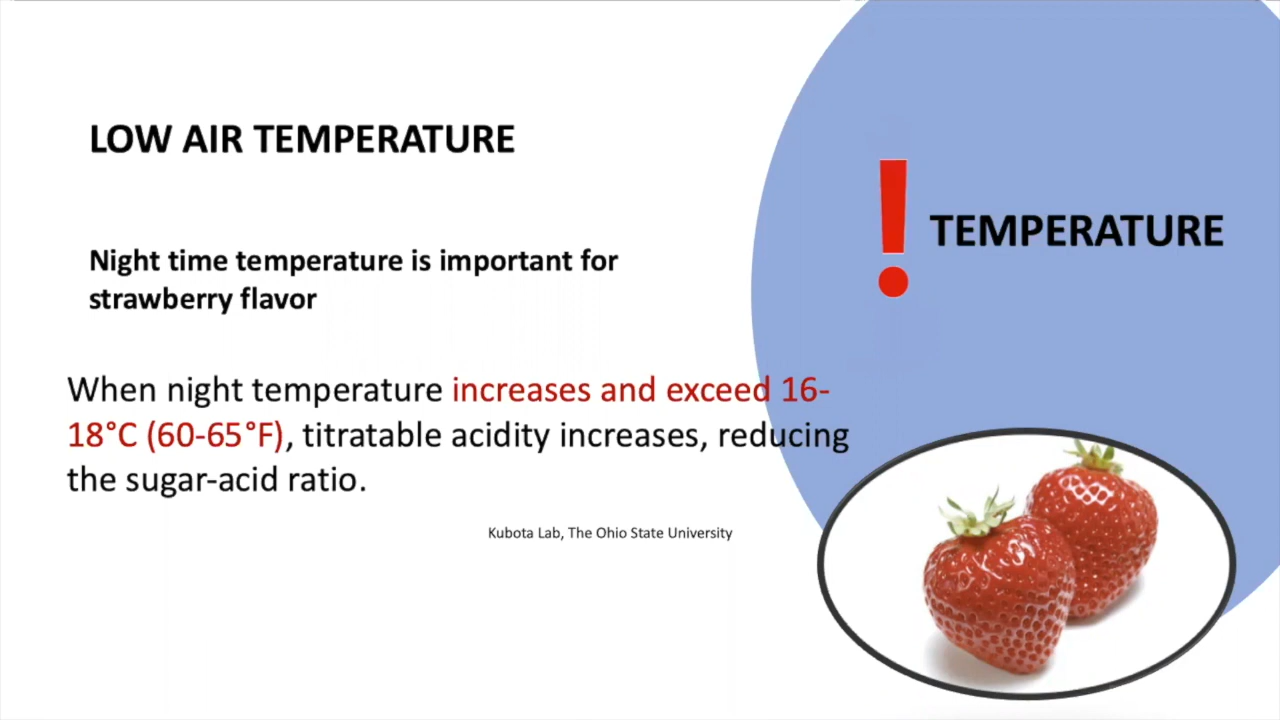 LOW AIR TEMPERATURE
! TEMPERATURE
Night time temperature is important for
strawberry flavor
When night temperature increases and exceed 16-
18°C (60-65°F), titratable acidity increases, reducing
the sugar-acid ratio.
Kubota Lab, The Ohio State University